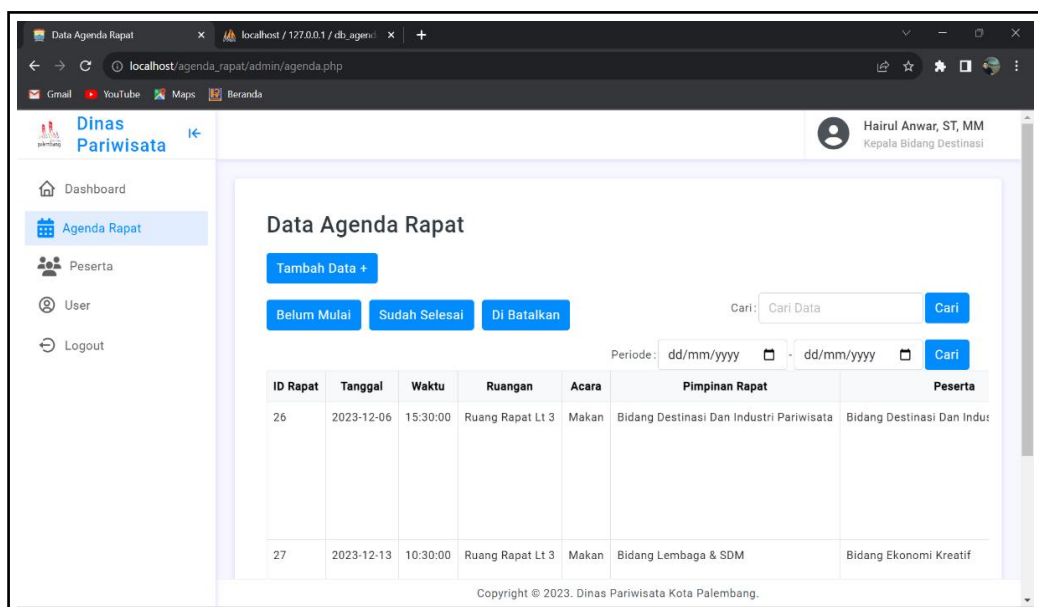 Data Agenda Rapat
localhost / 127.0.0.1 / db_agend
localhost/agenda_rapat/admin/agenda.php
Gmail YouTube Maps Beranda
Dinas
Pariwisata
palembang
Hairul Anwar, ST, MM
Kepala Bidang Destinasi
Dashboard
Agenda Rapat
Peserta
User
Logout
Data Agenda Rapat
Tambah Data +
Belum Mulai Sudah Selesai Di Batalkan
Cari: Cari Data Cari
Periode: dd/mm/yyyy - dd/mm/yyyy Cari
ID Rapat Tanggal Waktu Ruangan Acara Pimpinan Rapat Peserta
26 2023-12-06 15:30:00 Ruang Rapat Lt 3 Makan Bidang Destinasi Dan Industri Pariwisata Bidang Destinasi Dan Indus
27 2023-12-13 10:30:00 Ruang Rapat Lt 3 Makan Bidang Lembaga & SDM Bidang Ekonomi Kreatif
Copyright © 2023. Dinas Pariwisata Kota Palembang.